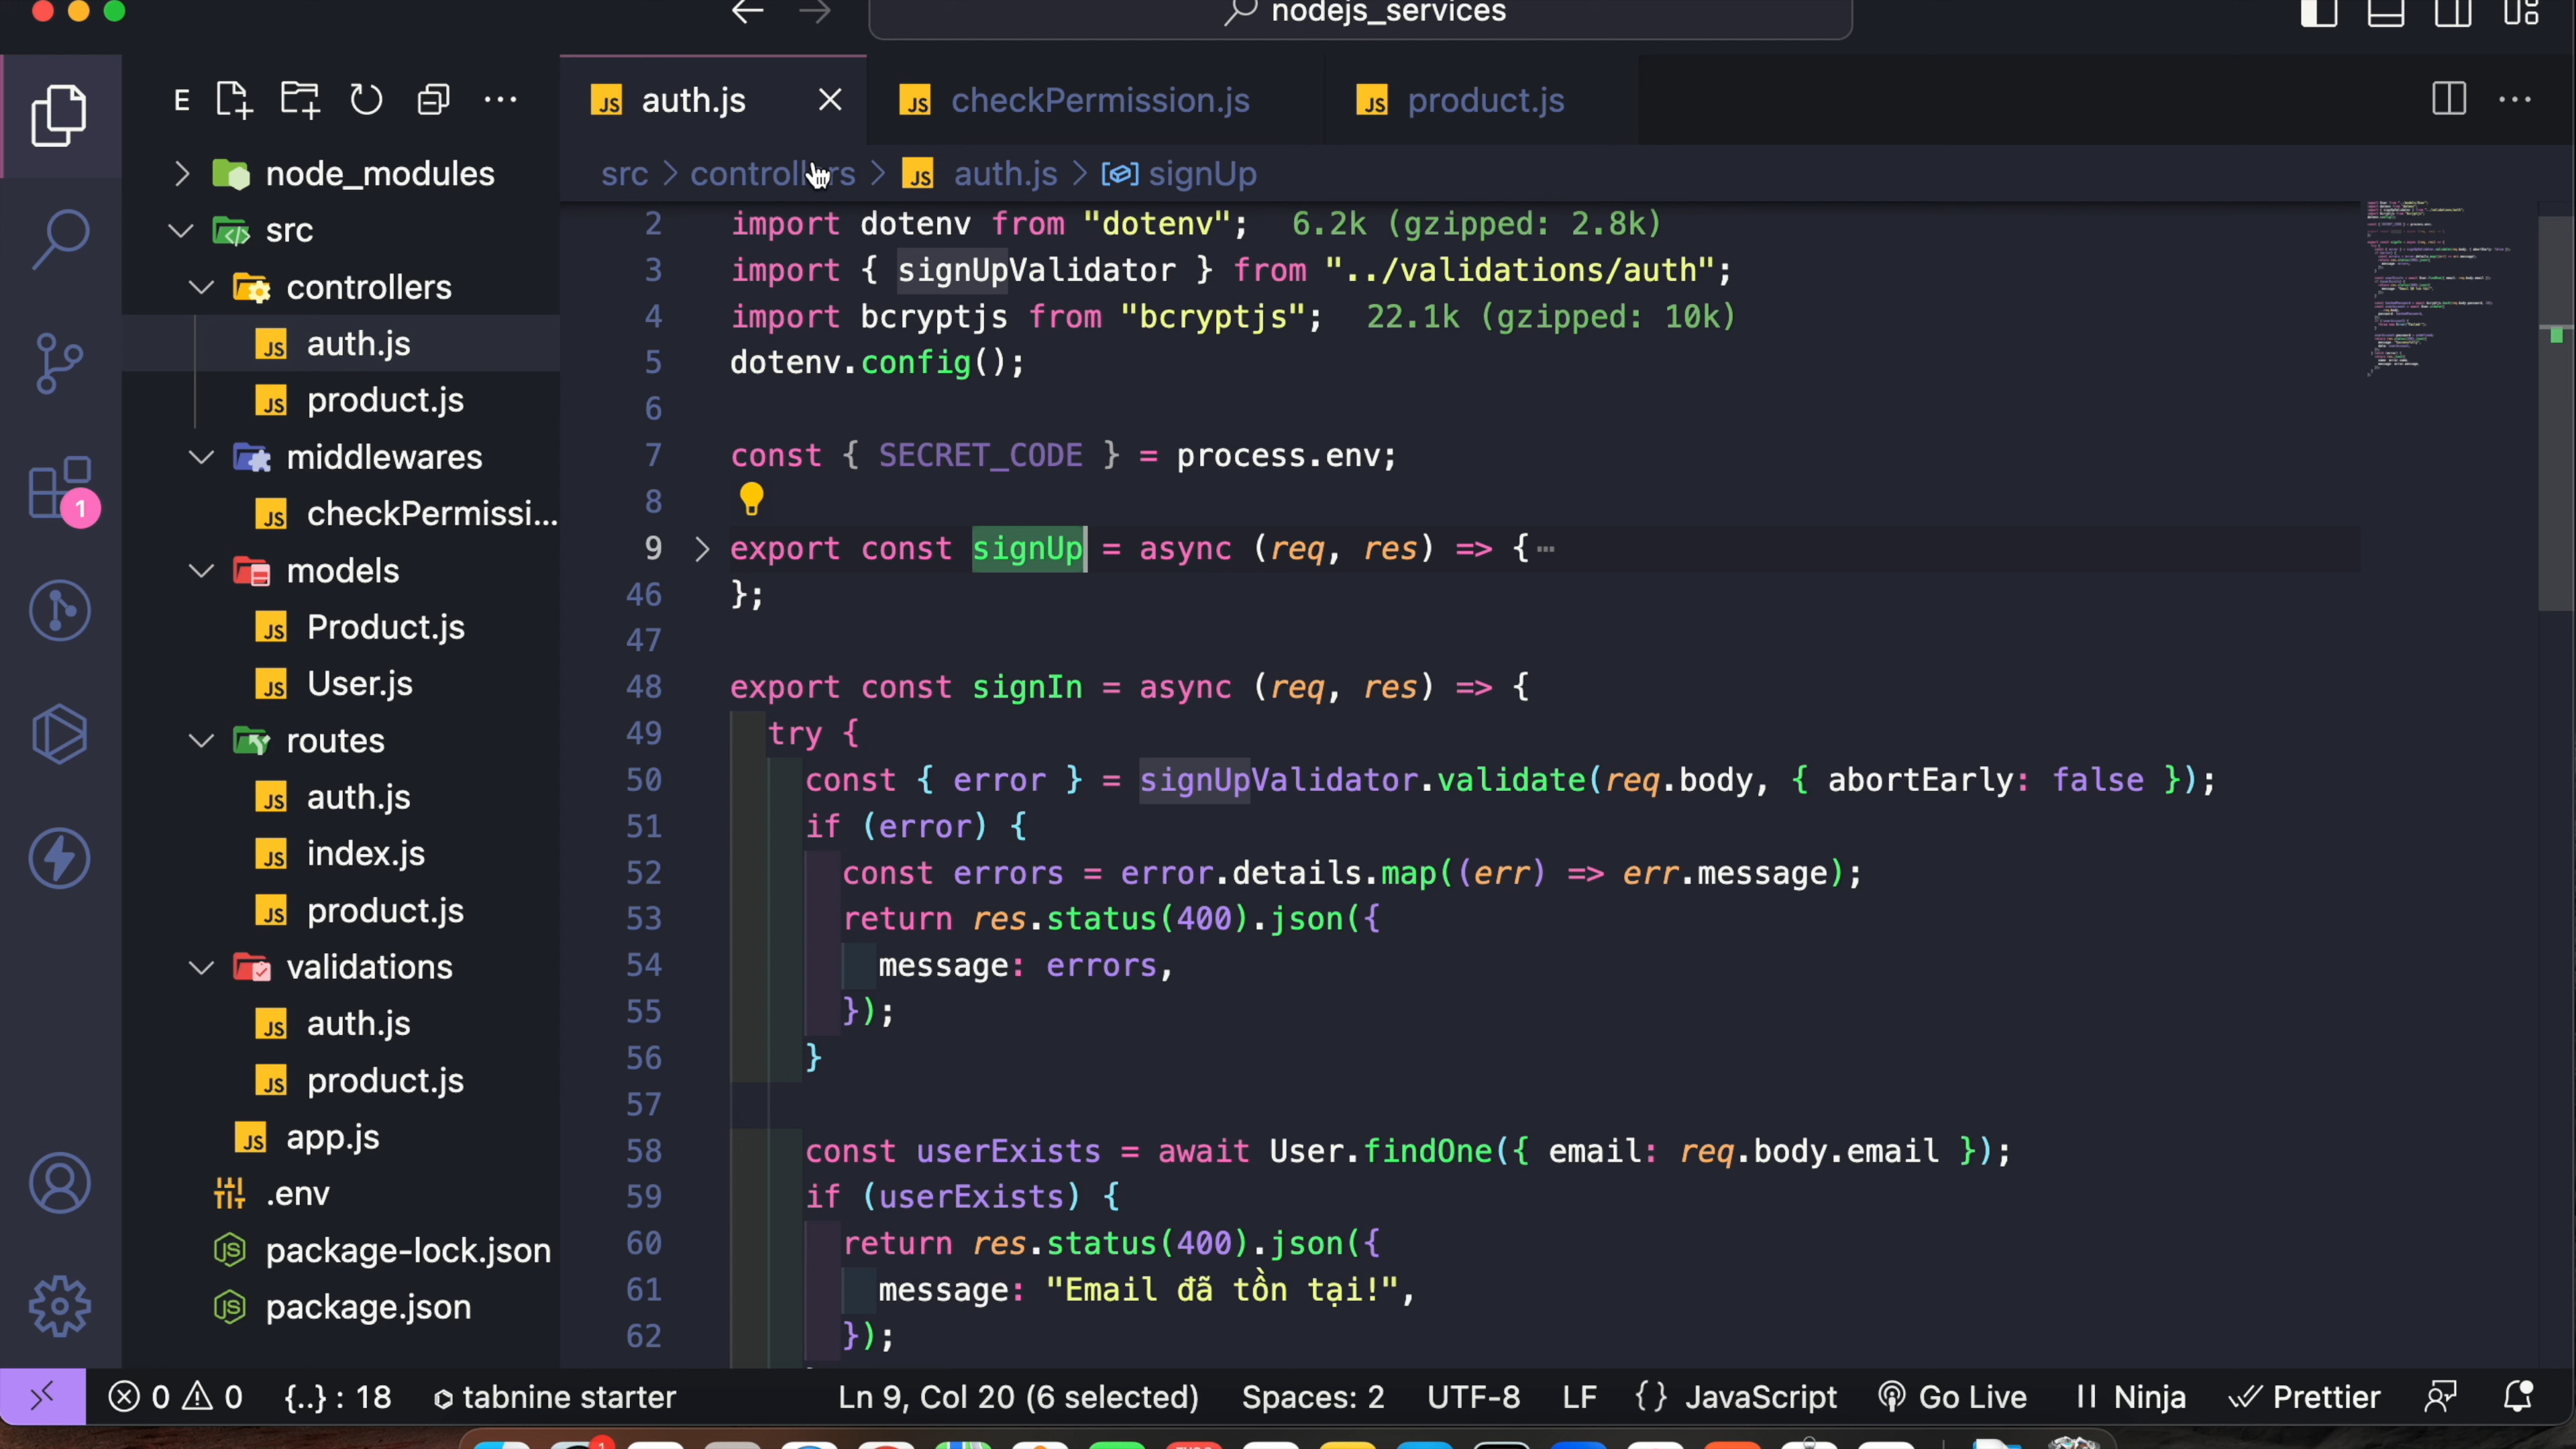 nodejs_services
E
auth.js
checkPermission.js
product.js
node_modules
src
controllers
auth.js
product.js
middlewares
checkPermissi...
models
Product.js
User.js
routes
auth.js
index.js
product.js
validations
auth.js
product.js
app.js
.env
package-lock.json
package.json
1
src > controllers > JS auth.js > signUp
2 import dotenv from "dotenv"; 6.2k (gzipped: 2.8k)
3 import { signUpValidator } from "../validations/auth";
4 import bcryptjs from "bcryptjs"; 22.1k (gzipped: 10k)
5 dotenv.config();
6
7 const { SECRET_CODE } = process.env;
8
9 export const signUp = async (req, res) => {⋯
46 };
47
48 export const signIn = async (req, res) => {
49 try {
50 const { error } = signUpValidator.validate(req.body, { abortEarly: false });
51 if (error) {
52 const errors = error.details.map((err) => err.message);
53 return res.status(400).json({
54 message: errors,
55 });
56 }
57
58 const userExists = await User.findOne({ email: req.body.email });
59 if (userExists) {
60 return res.status(400).json({
61 message: "Email đã tồn tại!",
62 });
0 0 {..} : 18 tabnine starter Ln 9, Col 20 (6 selected) Spaces: 2 UTF-8 LF {} JavaScript Go Live Ninja Prettier